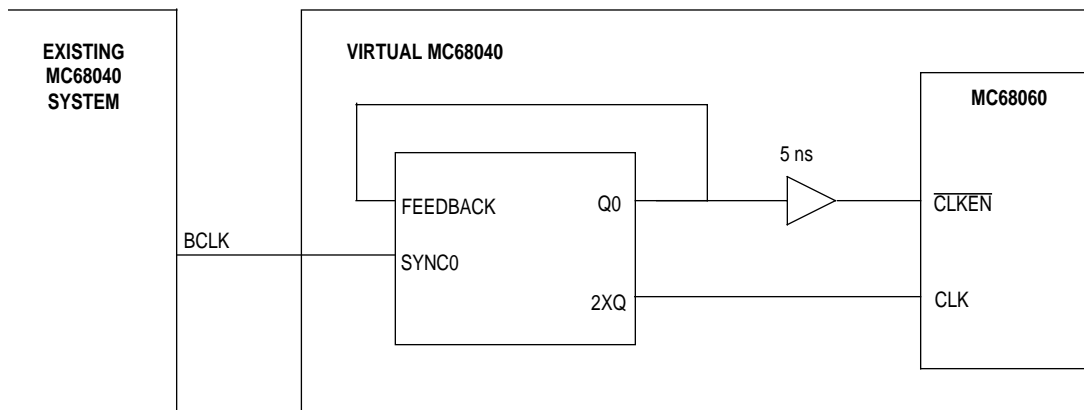 EXISTING
MC68040
SYSTEM
VIRTUAL MC68040
MC68060
5 ns
FEEDBACK
Q0
CLKEN
BCLK
SYNC0
2XQ
CLK